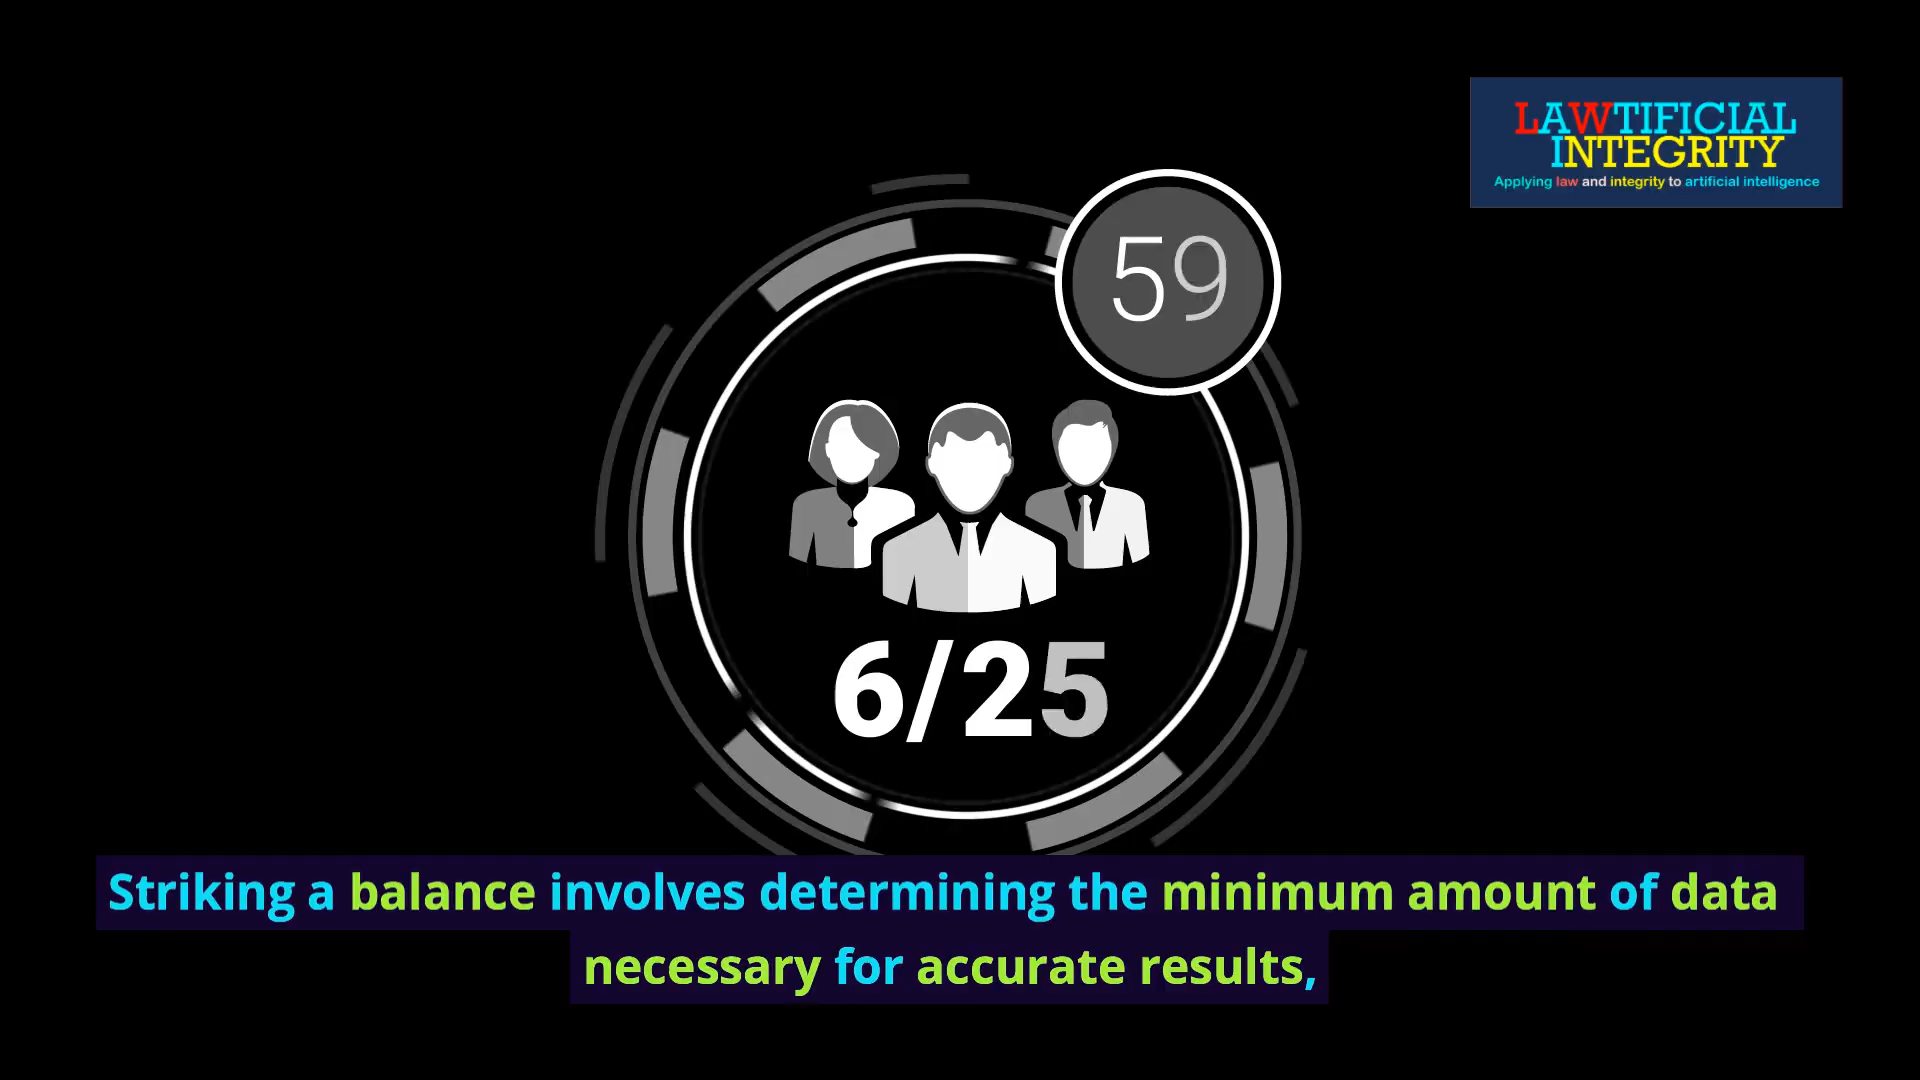 LAWTIFICIAL
INTEGRITY
Applying law and integrity to artificial intelligence
59
6/25
Striking a balance involves determining the minimum amount of data
necessary for accurate results,